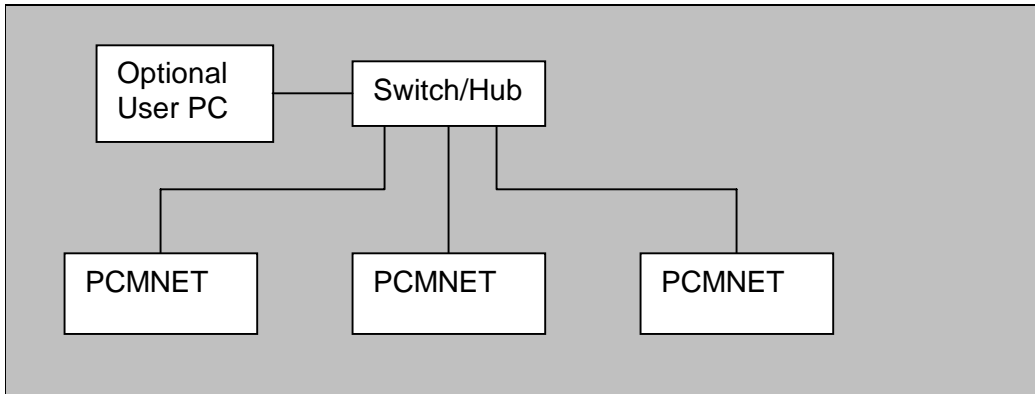 Optional
User PC
Switch/Hub
PCMNET
PCMNET
PCMNET